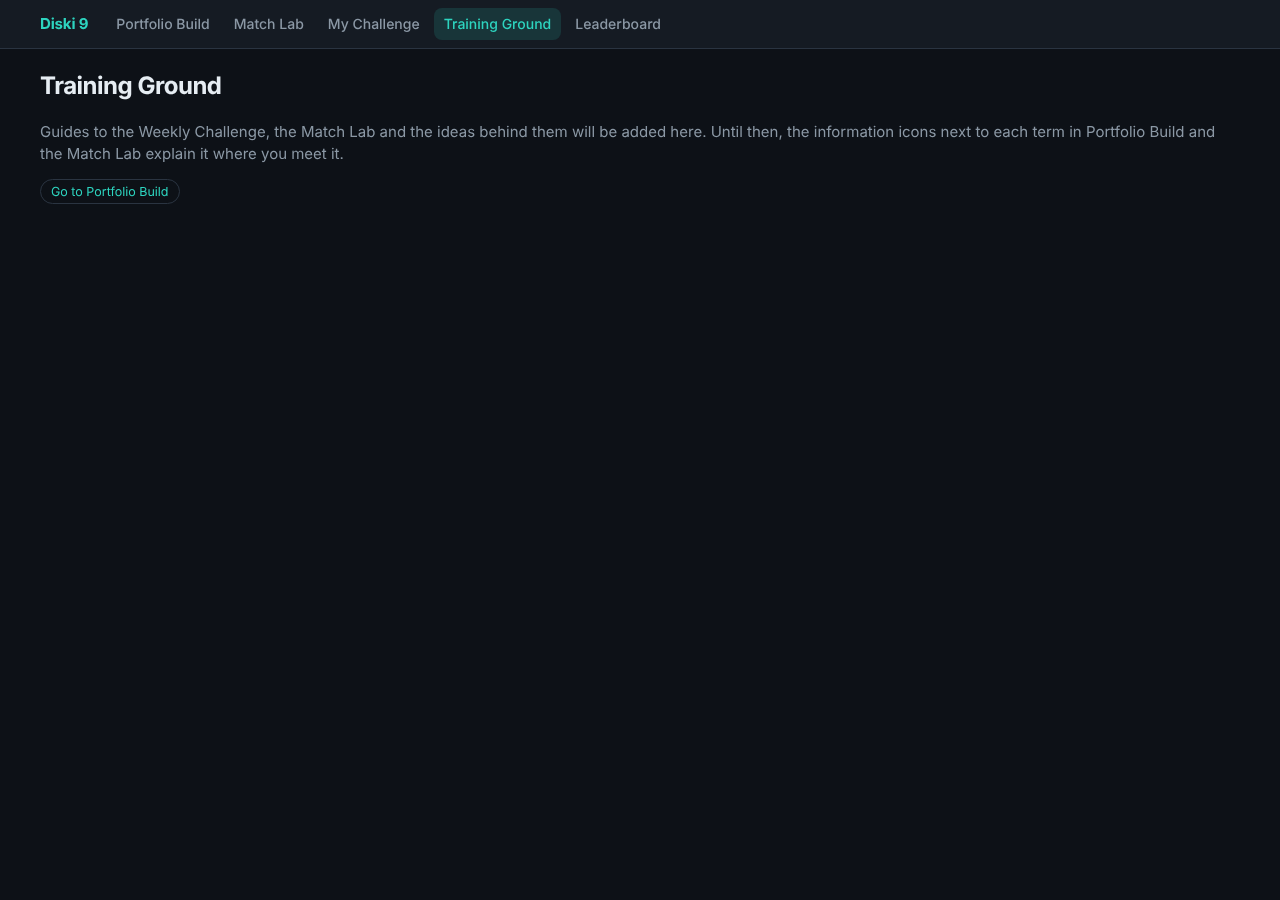 Diski 9
Portfolio Build
Match Lab
My Challenge
Training Ground
Leaderboard
Training Ground
Guides to the Weekly Challenge, the Match Lab and the ideas behind them will be added here. Until then, the information icons next to each term in Portfolio Build and
the Match Lab explain it where you meet it.
Go to Portfolio Build